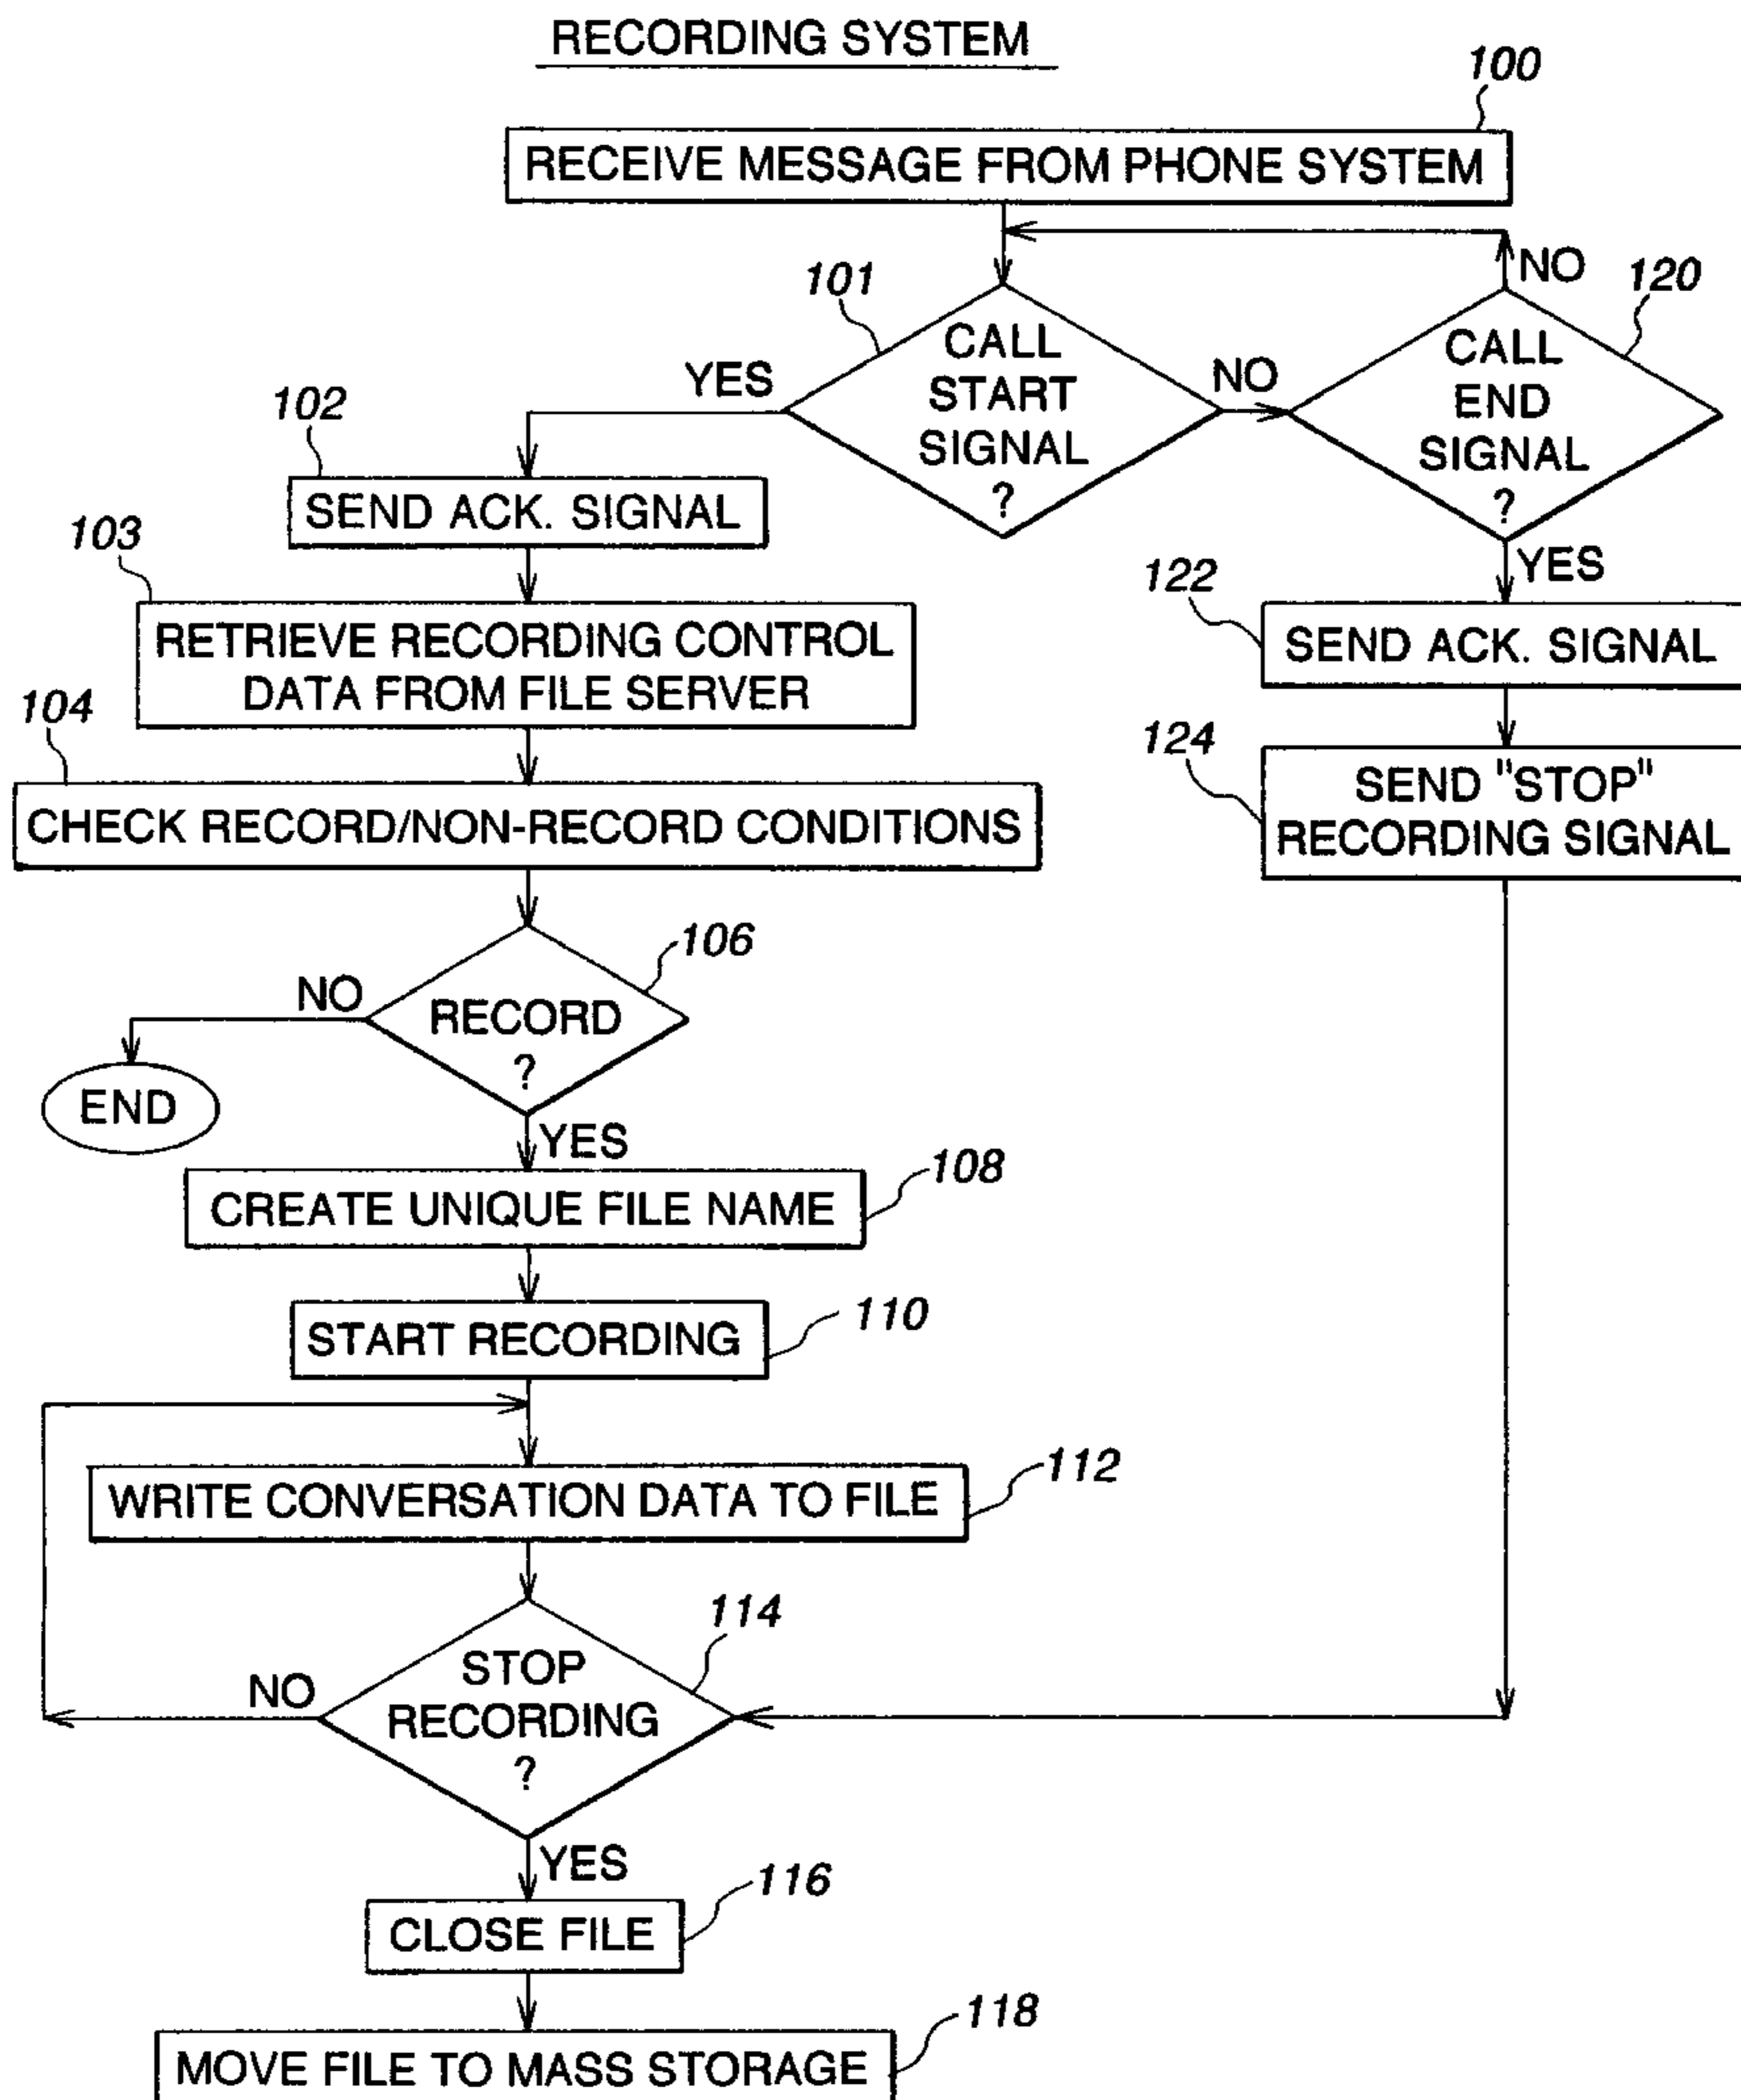 RECORDING SYSTEM
100
RECEIVE MESSAGE FROM PHONE SYSTEM
101
CALL
START
SIGNAL
?
YES
NO
120
CALL
END
SIGNAL
?
NO
YES
102
SEND ACK. SIGNAL
103
RETRIEVE RECORDING CONTROL
DATA FROM FILE SERVER
104
CHECK RECORD/NON-RECORD CONDITIONS
122
SEND ACK. SIGNAL
124
SEND "STOP"
RECORDING SIGNAL
106
RECORD
?
NO
END
YES
108
CREATE UNIQUE FILE NAME
110
START RECORDING
112
WRITE CONVERSATION DATA TO FILE
114
STOP
RECORDING
?
NO
YES
116
CLOSE FILE
118
MOVE FILE TO MASS STORAGE